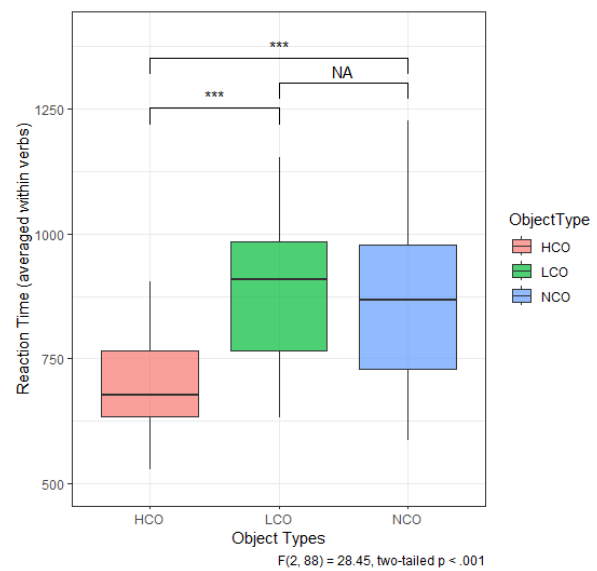 ***
NA
***
1250
1000
750
500
Reaction Time (averaged within verbs)
HCO
LCO
NCO
Object Types
F(2, 88) = 28.45, two-tailed p < .001
ObjectType
HCO
LCO
NCO